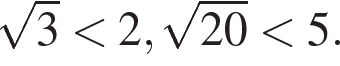 √3 < 2, √20 < 5.